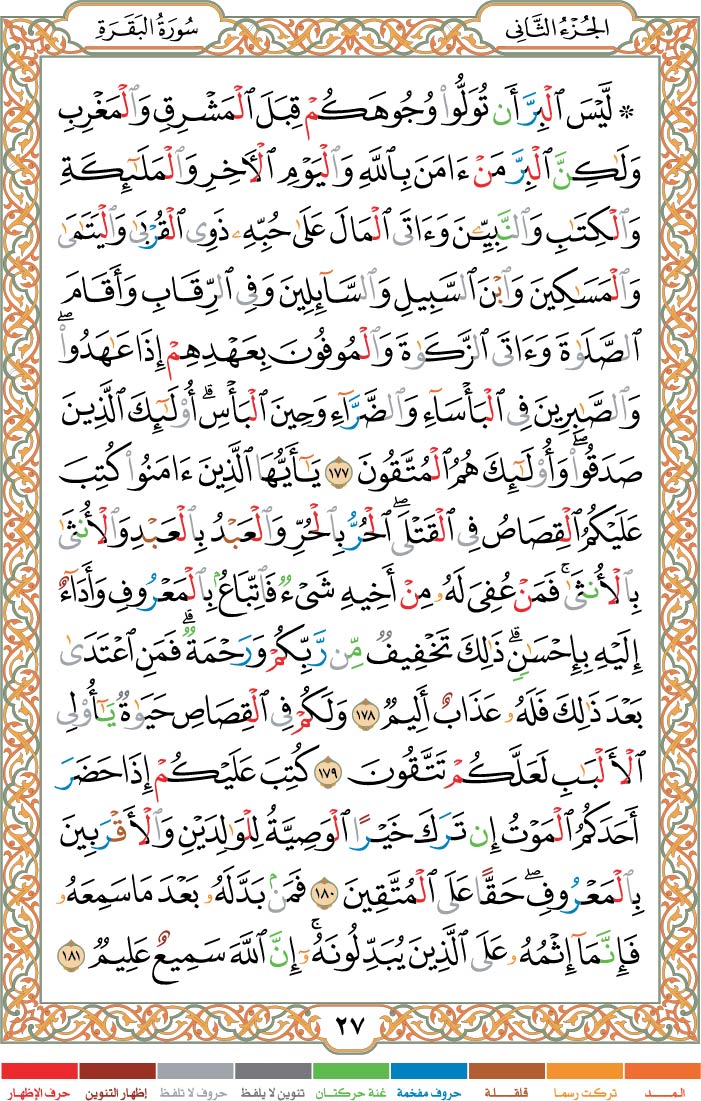 الجُزْءُ الثَّانِى
سُورَةُ البَقَرَةِ
۞ لَّيْسَ ٱلْبِرَّ أَن تُوَلُّوا۟ وُجُوهَكُمْ قِبَلَ ٱلْمَشْرِقِ وَٱلْمَغْرِبِ
وَلَـٰكِنَّ ٱلْبِرَّ مَنْ ءَامَنَ بِٱللَّهِ وَٱلْيَوْمِ ٱلْـَٔاخِرِ وَٱلْمَلَـٰٓئِكَةِ
وَٱلْكِتَـٰبِ وَٱلنَّبِيِّـۧنَ وَءَاتَى ٱلْمَالَ عَلَىٰ حُبِّهِۦ ذَوِى ٱلْقُرْبَىٰ وَٱلْيَتَـٰمَىٰ
وَٱلْمَسَـٰكِينَ وَٱبْنَ ٱلسَّبِيلِ وَٱلسَّآئِلِينَ وَفِى ٱلرِّقَابِ وَأَقَامَ
ٱلصَّلَوٰةَ وَءَاتَى ٱلزَّكَوٰةَ وَٱلْمُوفُونَ بِعَهْدِهِمْ إِذَا عَـٰهَدُوا۟ ۖ
وَٱلصَّـٰبِرِينَ فِى ٱلْبَأْسَآءِ وَٱلضَّرَّآءِ وَحِينَ ٱلْبَأْسِ ۗ أُو۟لَـٰٓئِكَ ٱلَّذِينَ
صَدَقُوا۟ ۖ وَأُو۟لَـٰٓئِكَ هُمُ ٱلْمُتَّقُونَ ١٧٧ يَـٰٓأَيُّهَا ٱلَّذِينَ ءَامَنُوا۟ كُتِبَ
عَلَيْكُمُ ٱلْقِصَاصُ فِى ٱلْقَتْلَى ۖ ٱلْحُرُّ بِٱلْحُرِّ وَٱلْعَبْدُ بِٱلْعَبْدِ وَٱلْأُنثَىٰ
بِٱلْأُنثَىٰ ۚ فَمَنْ عُفِىَ لَهُۥ مِنْ أَخِيهِ شَىْءٌ فَٱتِّبَاعٌۢ بِٱلْمَعْرُوفِ وَأَدَآءٌ
إِلَيْهِ بِإِحْسَـٰنٍ ۗ ذَٰلِكَ تَخْفِيفٌ مِّن رَّبِّكُمْ وَرَحْمَةٌ ۗ فَمَنِ ٱعْتَدَىٰ
بَعْدَ ذَٰلِكَ فَلَهُۥ عَذَابٌ أَلِيمٌ ١٧٨ وَلَكُمْ فِى ٱلْقِصَاصِ حَيَوٰةٌ يَـٰٓأُو۟لِى
ٱلْأَلْبَـٰبِ لَعَلَّكُمْ تَتَّقُونَ ١٧٩ كُتِبَ عَلَيْكُمْ إِذَا حَضَرَ
أَحَدَكُمُ ٱلْمَوْتُ إِن تَرَكَ خَيْرًا ٱلْوَصِيَّةُ لِلْوَٰلِدَيْنِ وَٱلْأَقْرَبِينَ
بِٱلْمَعْرُوفِ ۖ حَقًّا عَلَى ٱلْمُتَّقِينَ ١٨٠ فَمَنۢ بَدَّلَهُۥ بَعْدَ مَا سَمِعَهُۥ
فَإِنَّمَآ إِثْمُهُۥ عَلَى ٱلَّذِينَ يُبَدِّلُونَهُۥٓ ۚ إِنَّ ٱللَّهَ سَمِيعٌ عَلِيمٌ ١٨١
٢٧
المــــد تركت رسما قلقـــلة حروف مفخمة غنة حركتـان تنوين لا يلفظ حروف لا تلفظ إظهار التنوين حرف الإظهار